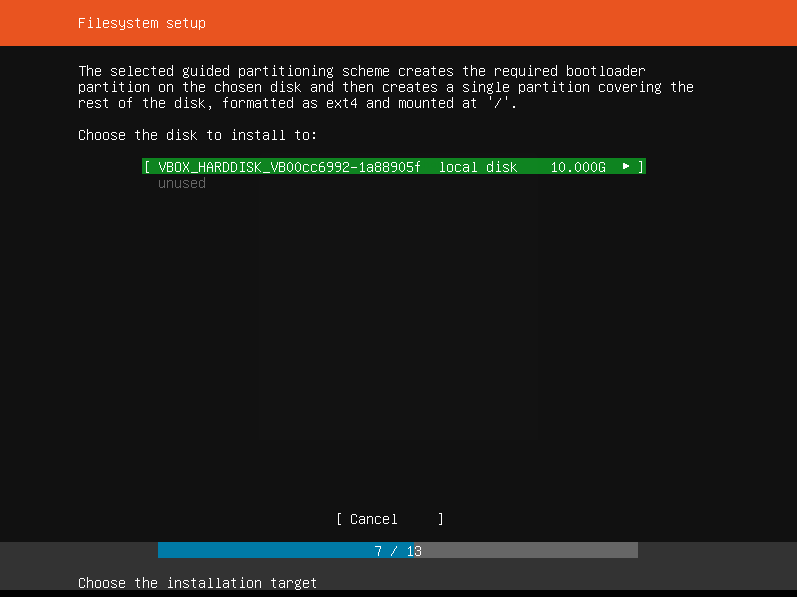 Filesystem setup
The selected guided partitioning scheme creates the required bootloader
partition on the chosen disk and then creates a single partition covering the
rest of the disk, formatted as ext4 and mounted at '/'.
Choose the disk to install to:
[ VBOX_HARDDISK_VB00cc6992-1a88905f  local disk    10.000G  ► ]
unused
[ Cancel     ]
7 / 13
Choose the installation target